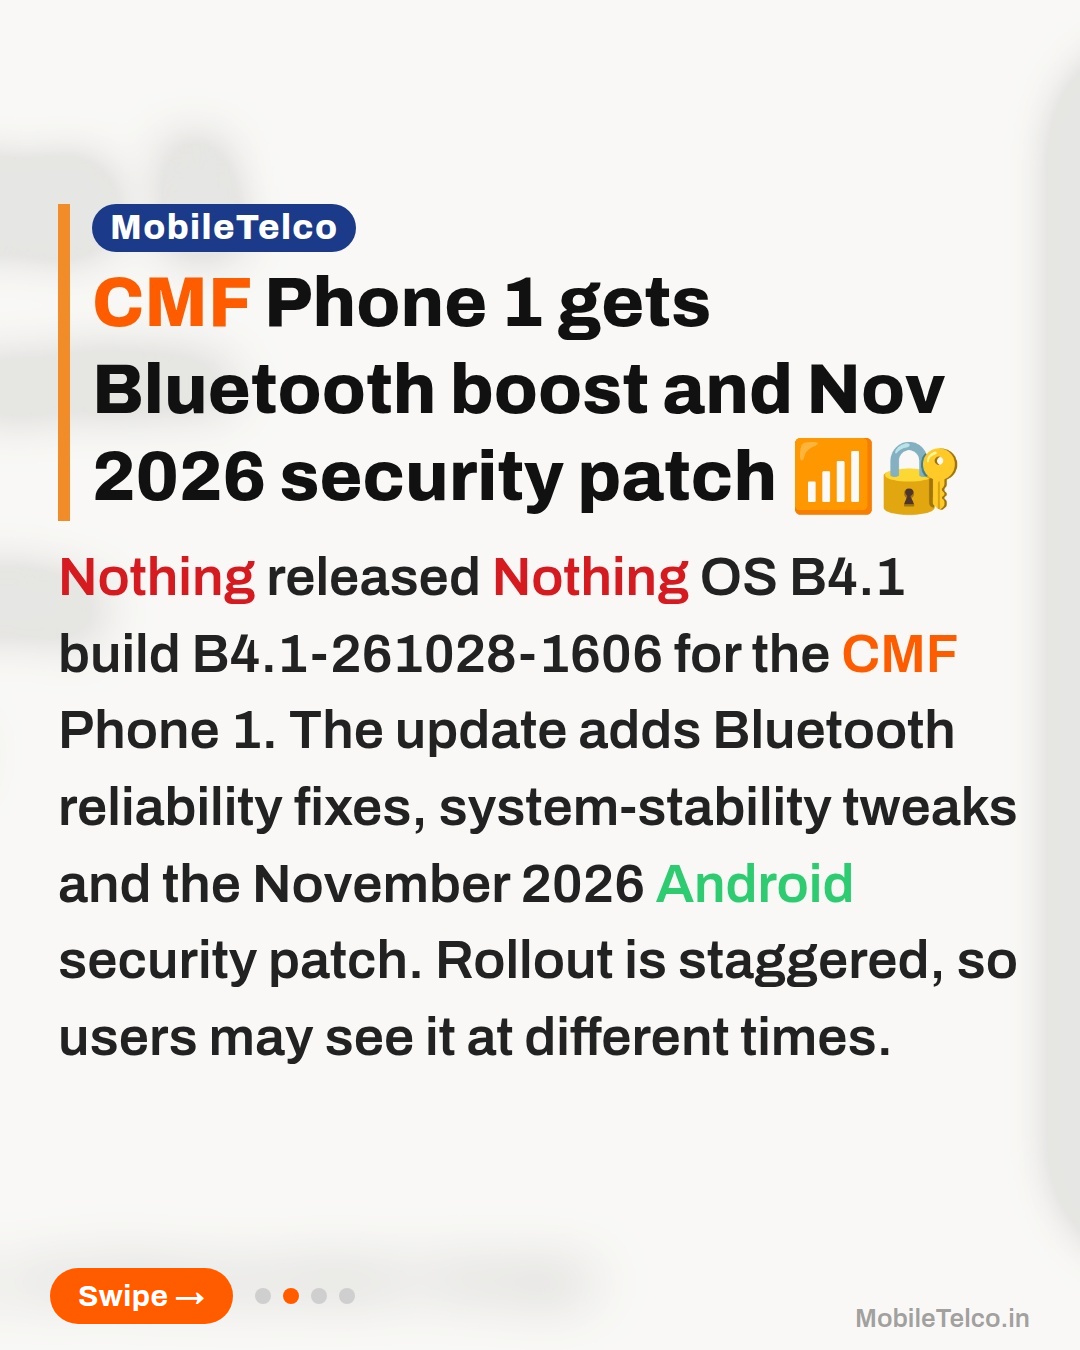 MobileTelco
CMF Phone 1 gets
Bluetooth boost and Nov
2026 security patch 📶🔐
Nothing released Nothing OS B4.1
build B4.1-261028-1606 for the CMF
Phone 1. The update adds Bluetooth
reliability fixes, system-stability tweaks
and the November 2026 Android
security patch. Rollout is staggered, so
users may see it at different times.
Swipe →
MobileTelco.in